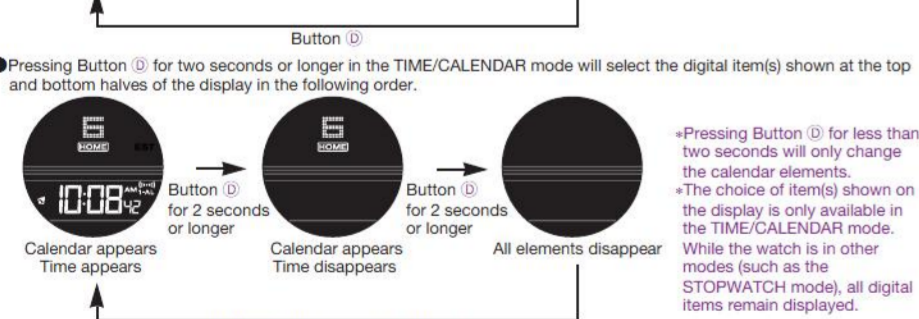 Button Ⓓ
●Pressing Button Ⓓ for two seconds or longer in the TIME/CALENDAR mode will select the digital item(s) shown at the top
and bottom halves of the display in the following order.
6
HOME
10:08 42
AM
1-AL
Calendar appears
Time appears
Button Ⓓ
for 2 seconds
or longer
6
HOME
Calendar appears
Time disappears
Button Ⓓ
for 2 seconds
or longer
All elements disappear
*Pressing Button Ⓓ for less than
two seconds will only change
the calendar elements.
*The choice of item(s) shown on
the display is only available in
the TIME/CALENDAR mode.
While the watch is in other
modes (such as the
STOPWATCH mode), all digital
items remain displayed.